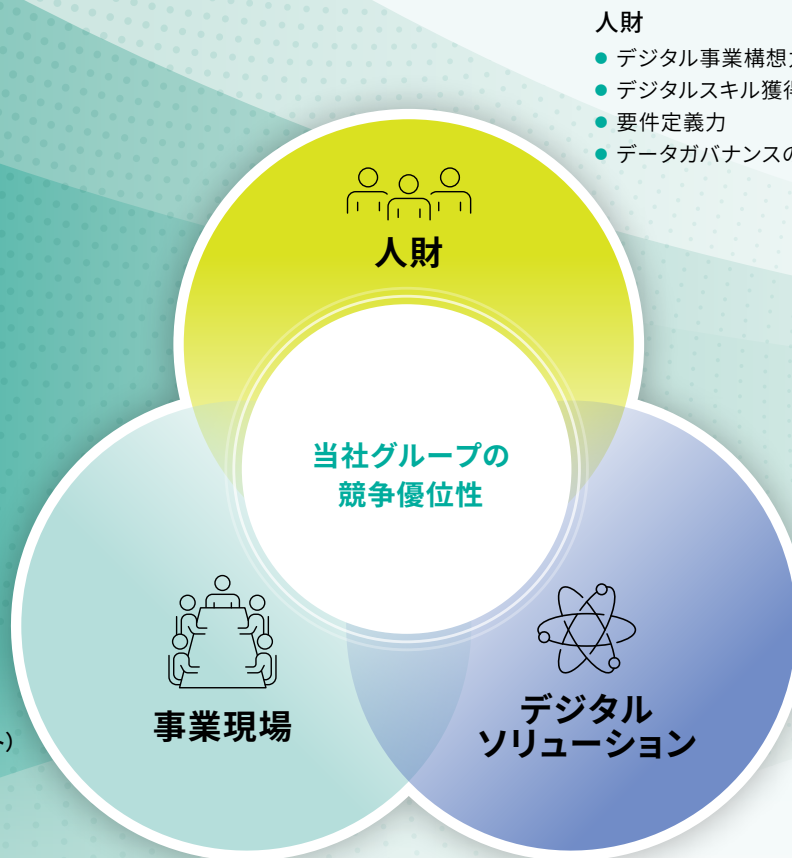 人財
● デジタル事業構想
● デジタルスキル獲得
● 要件定義力
● データガバナンスの
人財
当社グループの
競争優位性
事業現場
デジタル
ソリューション